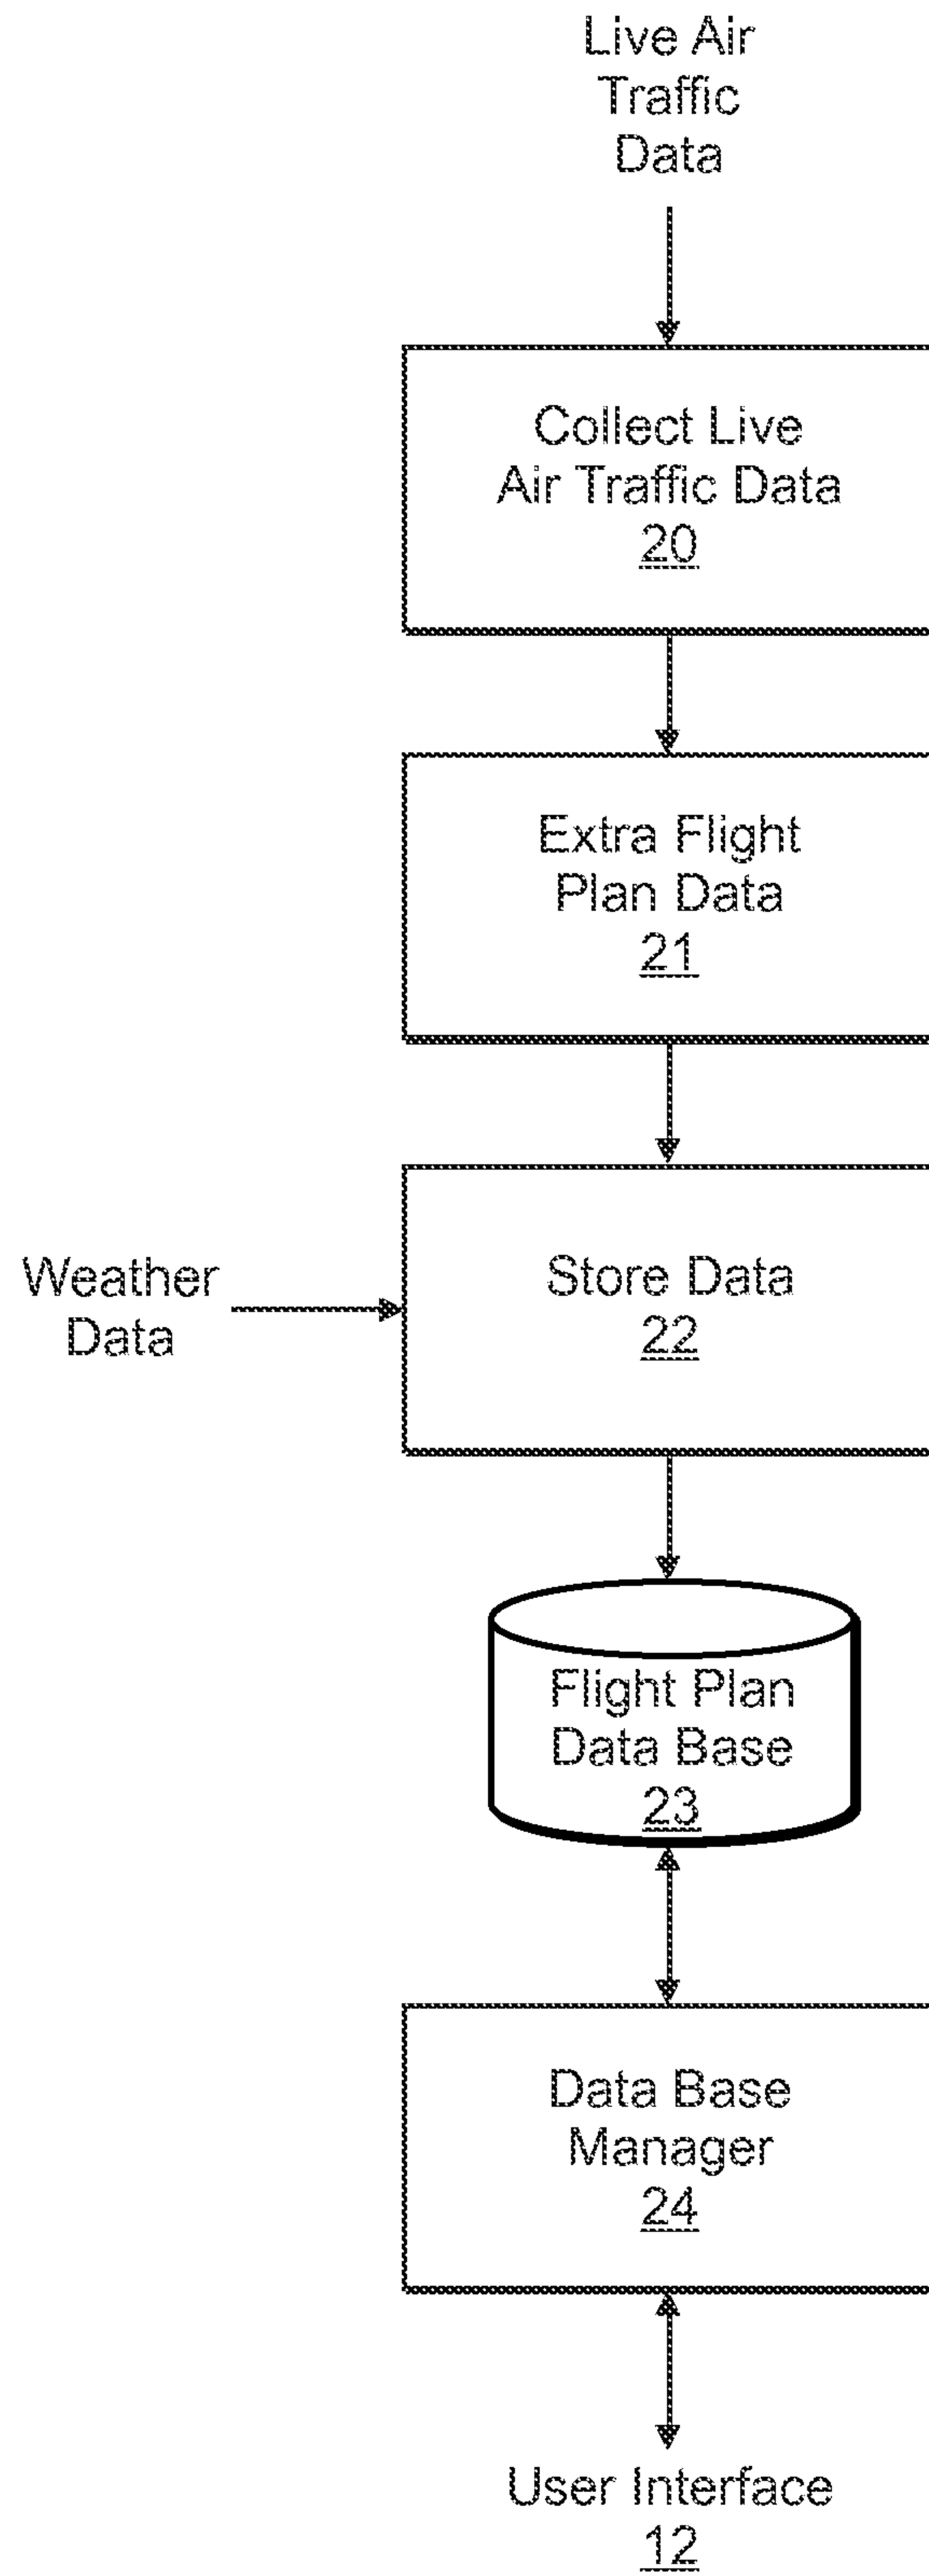 Live Air
Traffic
Data
Collect Live
Air Traffic Data
20
Extra Flight
Plan Data
21
Weather
Data
Store Data
22
Flight Plan
Data Base
23
Data Base
Manager
24
User Interface
12